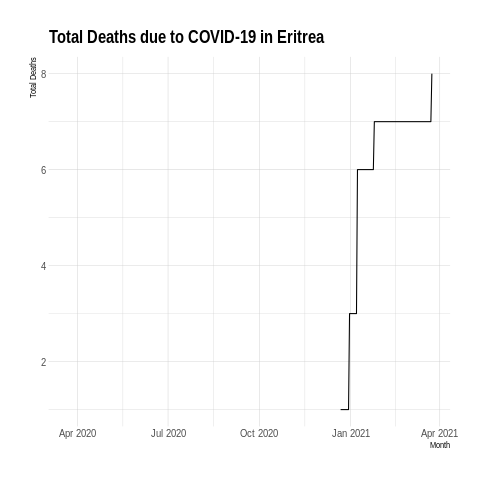 Total Deaths due to COVID-19 in Eritrea
Total Deaths
8
6
4
2
Apr 2020 Jul 2020 Oct 2020 Jan 2021 Apr 2021
Month